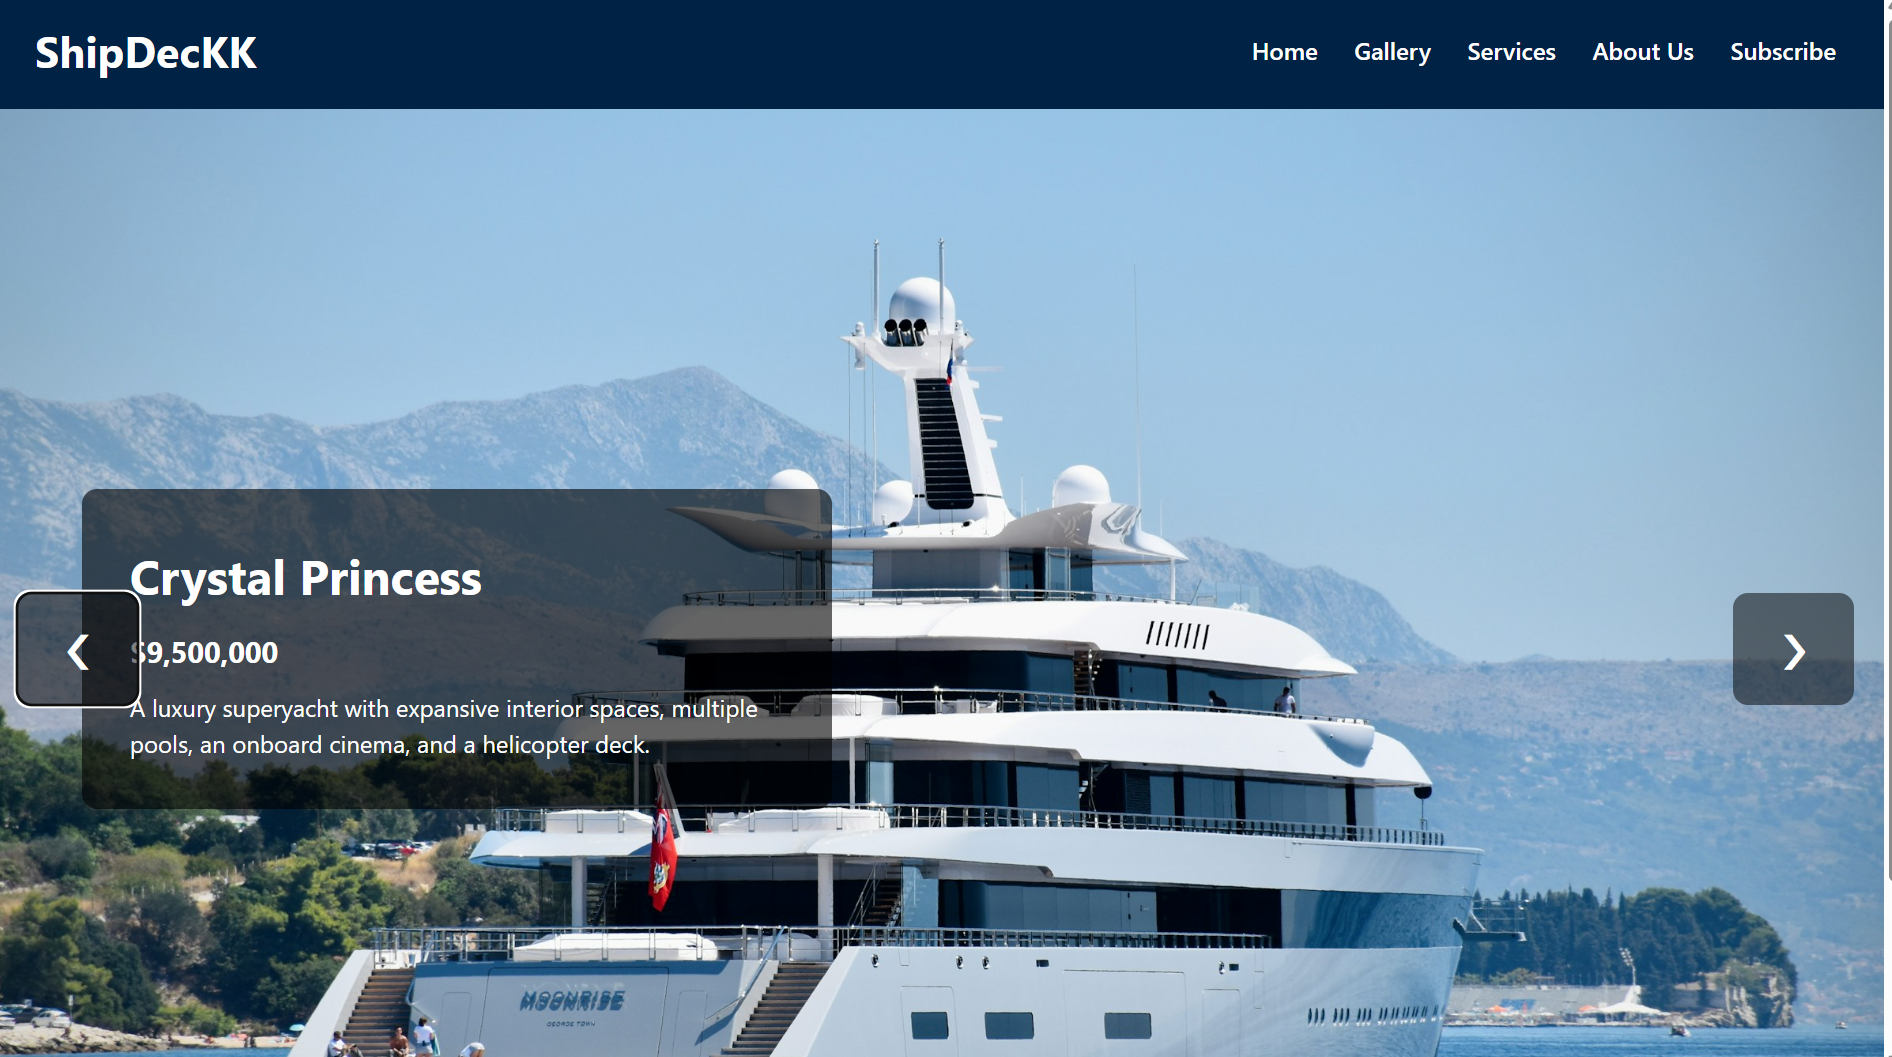 ShipDecKK
Home Gallery Services About Us Subscribe
Crystal Princess
$9,500,000
A luxury superyacht with expansive interior spaces, multiple
pools, an onboard cinema, and a helicopter deck.
❮
❯
MOONRISE
GEORGE TOWN